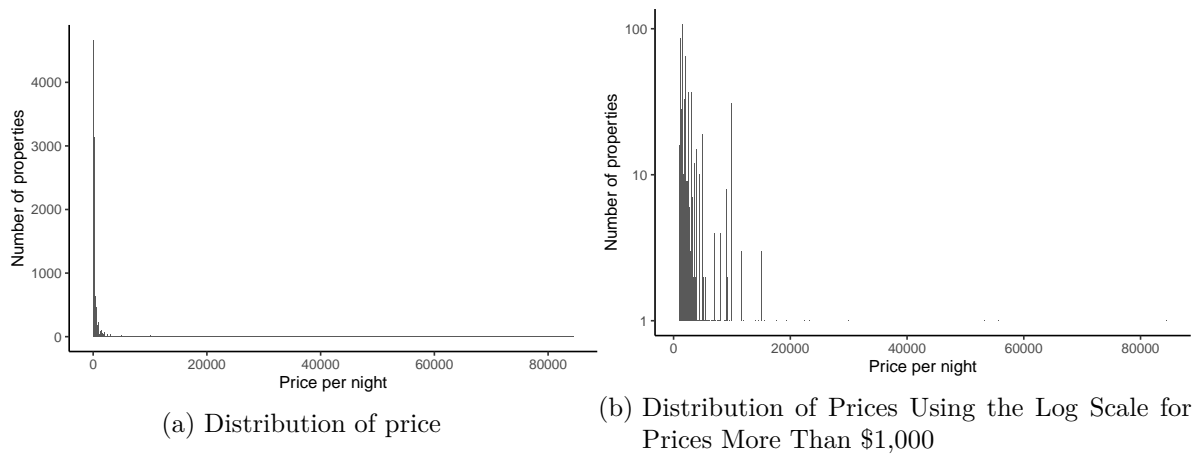 Number of properties
4000
3000
2000
1000
0
0 20000 40000 60000 80000
Price per night
(a) Distribution of price
Number of properties
100
10
1
0 20000 40000 60000 80000
Price per night
(b) Distribution of Prices Using the Log Scale for
Prices More Than $1,000